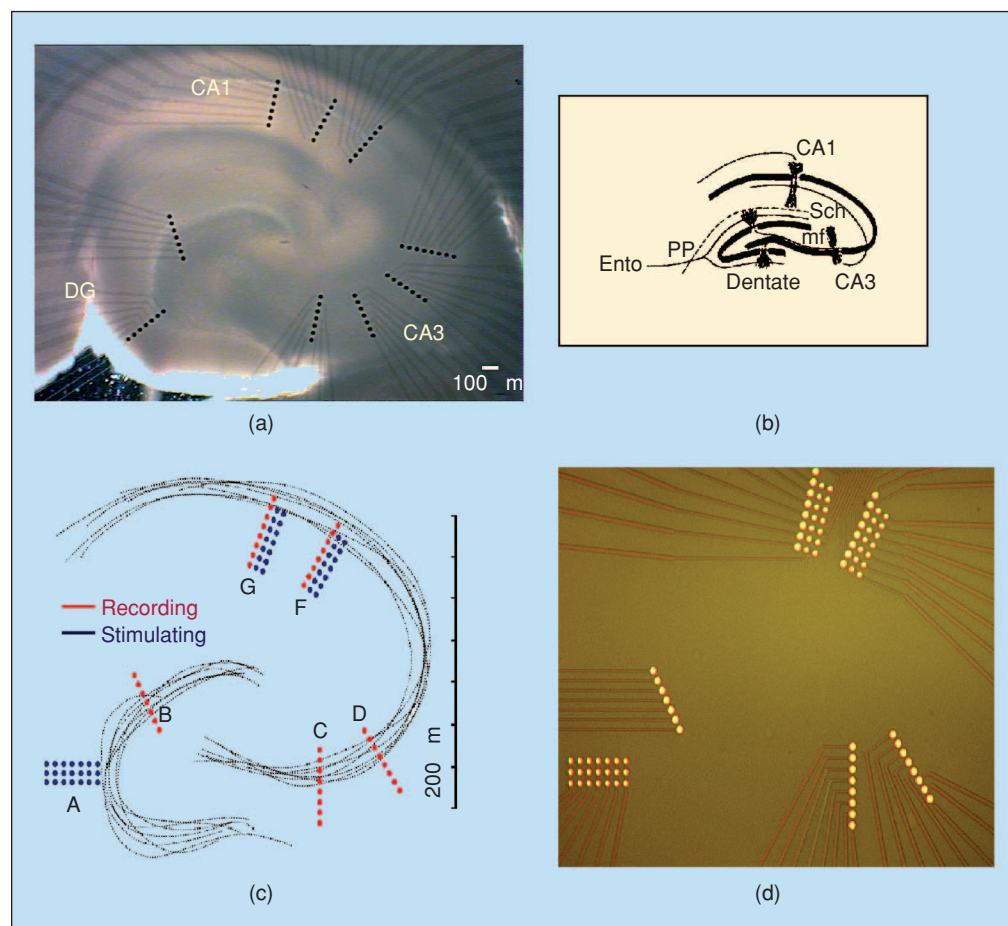 CA1
DG
CA3
100 m
(a)
CA1
Sch
mf
PP
Ento
Dentate
CA3
(b)
G
F
Recording
Stimulating
B
D
C
A
200 m
(c)
(d)